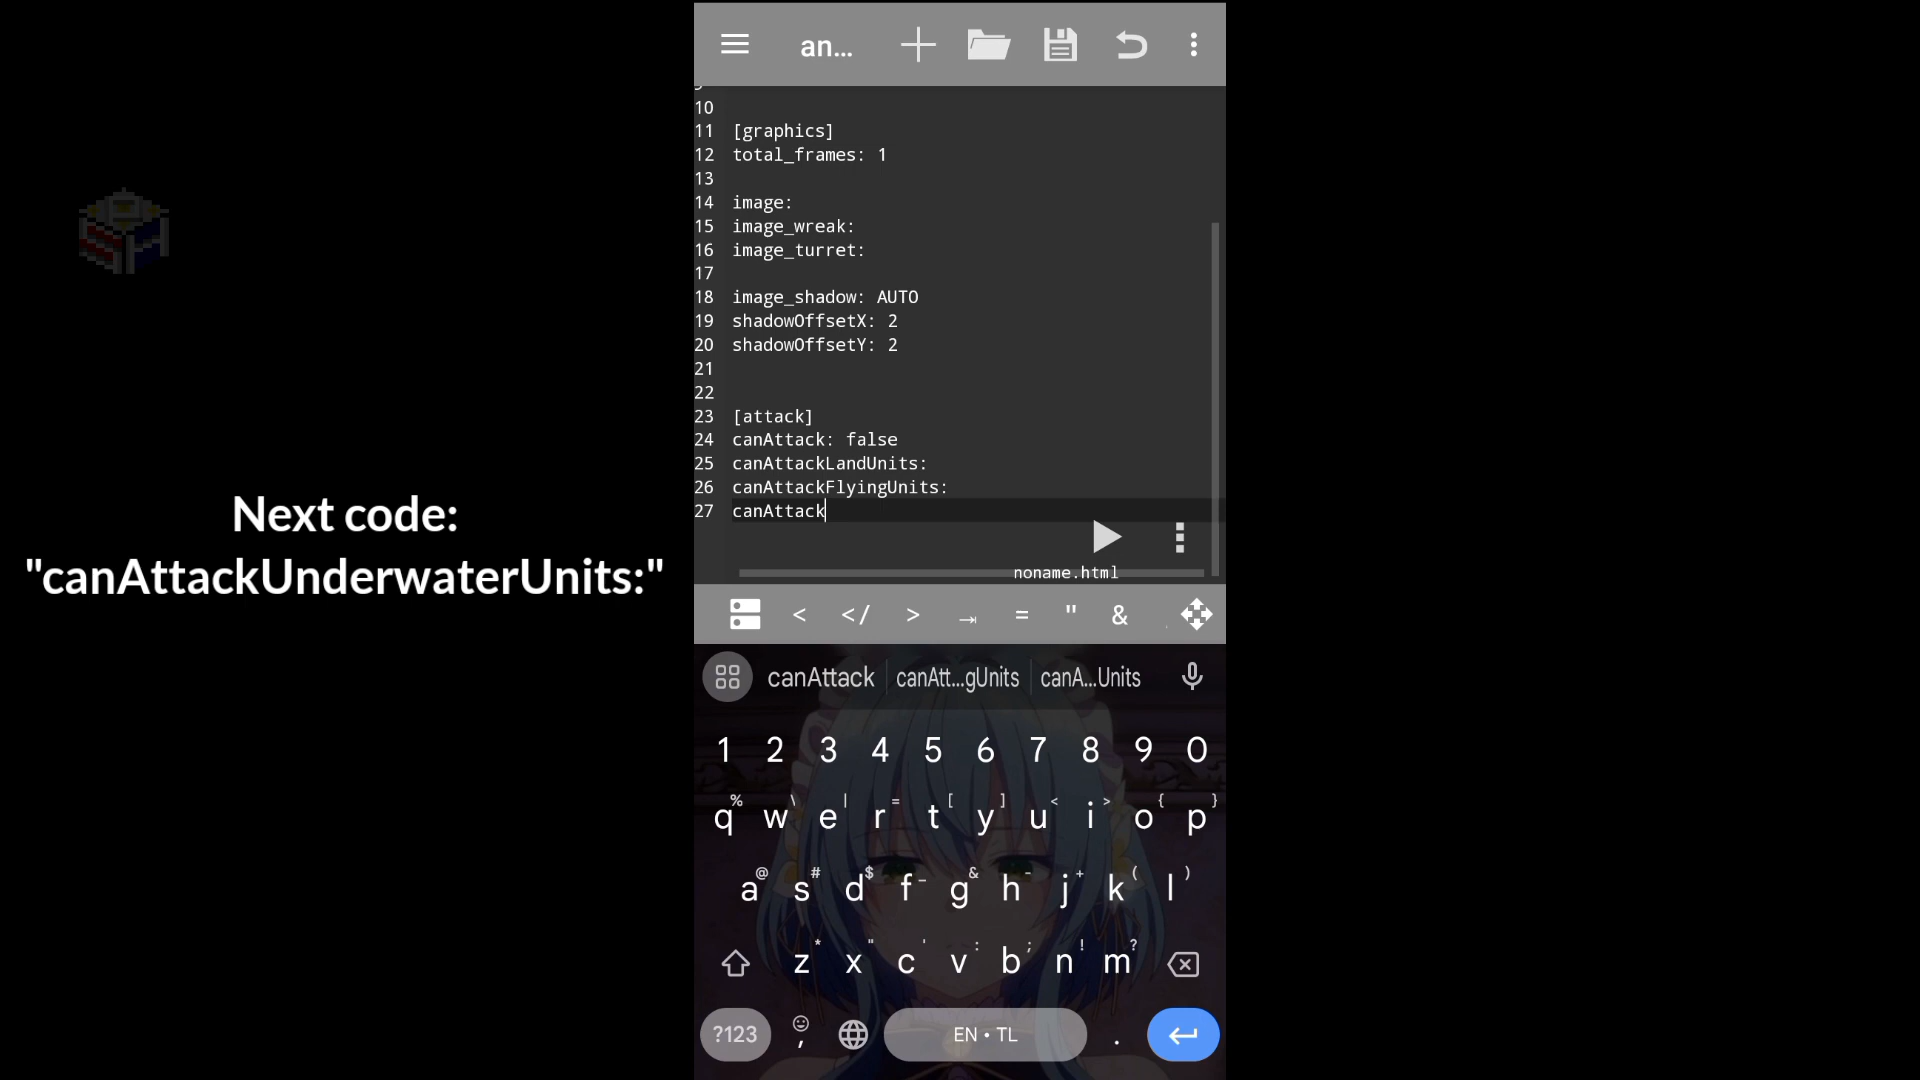 an...
10
11 [graphics]
12 total_frames: 1
13
14 image:
15 image_wreak:
16 image_turret:
17
18 image_shadow: AUTO
19 shadowOffsetX: 2
20 shadowOffsetY: 2
21
22
23 [attack]
24 canAttack: false
25 canAttackLandUnits:
26 canAttackFlyingUnits:
27 canAttack
Next code:
"canAttackUnderwaterUnits:"
noname.html
< </ > = " &
canAttack canAtt...gUnits canA...Units
1 2 3 4 5 6 7 8 9 0
% \ | = [ ] < > { }
q w e r t y u i o p
@ # $ _ & - + ( )
a s d f g h j k l
* " ' : ; ! ?
z x c v b n m
?123 , EN • TL .